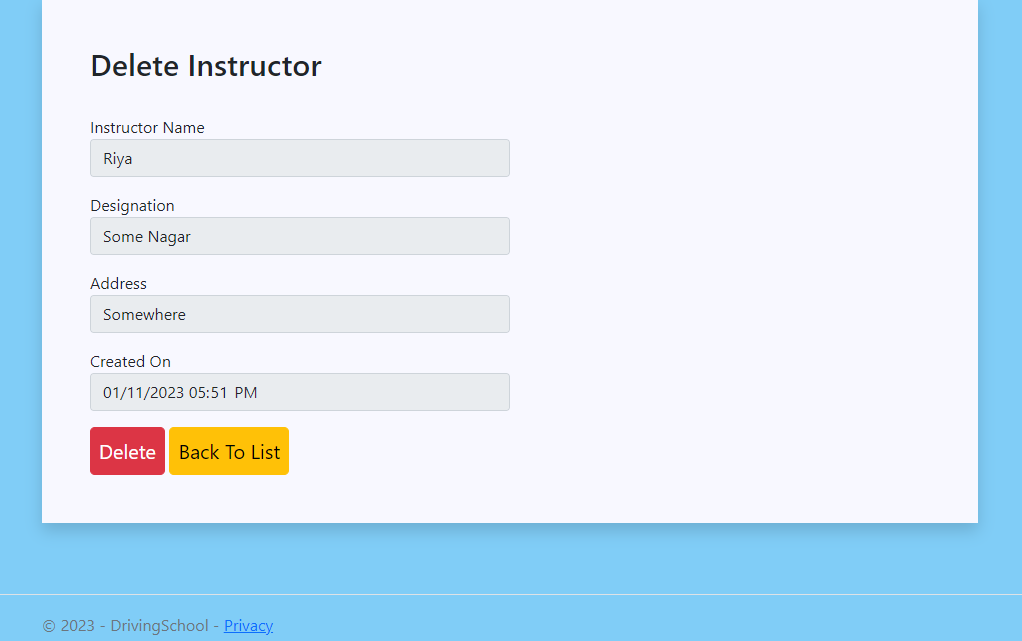 Delete Instructor
Instructor Name
Riya
Designation
Some Nagar
Address
Somewhere
Created On
01/11/2023 05:51 PM
Delete Back To List
© 2023 - DrivingSchool - Privacy